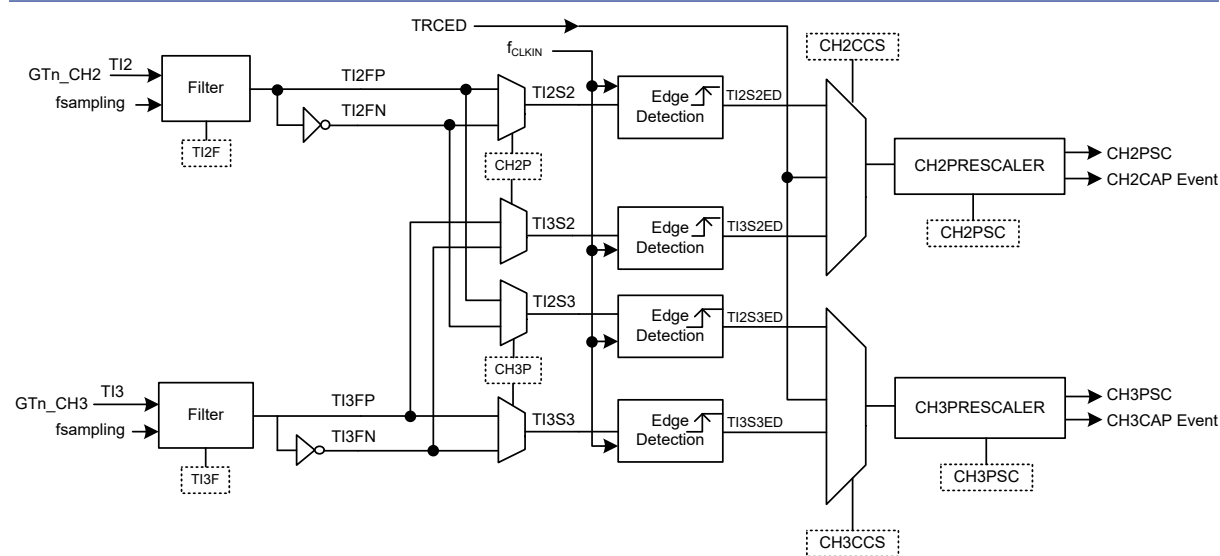 TRCED
fCLKIN
CH2CCS
GTn_CH2
TI2
fsampling
Filter
TI2F
TI2FP
TI2FN
TI2S2
CH2P
Edge
Detection
TI2S2ED
CH2PRESCALER
CH2PSC
CH2CAP Event
CH2PSC
TI3S2
Edge
Detection
TI3S2ED
TI2S3
Edge
Detection
TI2S3ED
CH3P
GTn_CH3
TI3
fsampling
Filter
TI3F
TI3FP
TI3FN
TI3S3
Edge
Detection
TI3S3ED
CH3PRESCALER
CH3PSC
CH3CAP Event
CH3PSC
CH3CCS